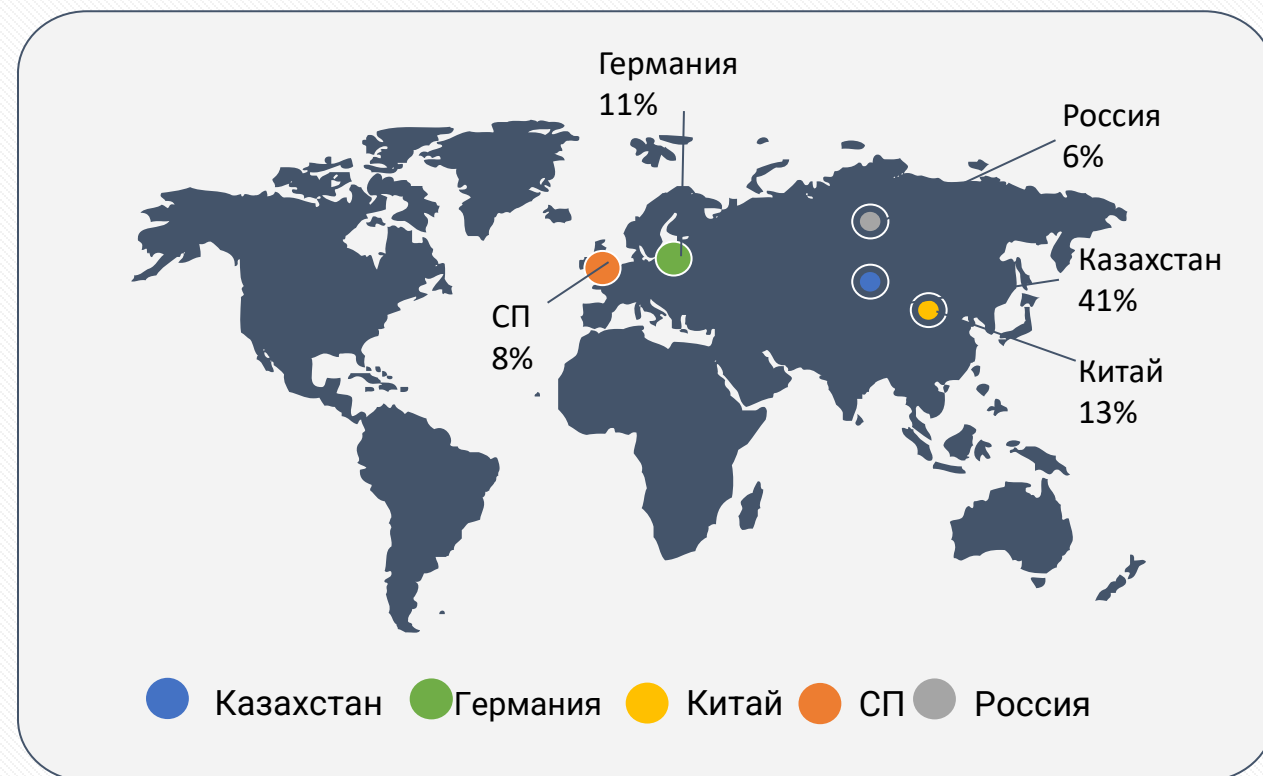 Германия
11%
Россия
6%
Казахстан
41%
СП
8%
Китай
13%
Казахстан
Германия
Китай
СП
Россия